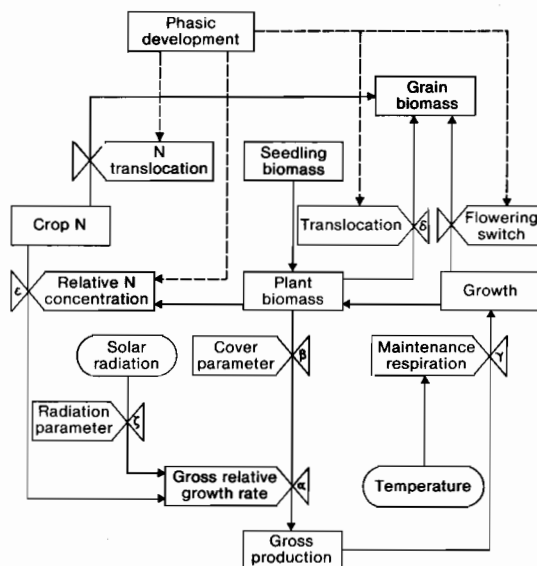 Phasic
development
Grain
biomass
N
translocation
Seedling
biomass
Crop N
Translocation
δ
Flowering
switch
ε
Relative N
concentration
Plant
biomass
Growth
Solar
radiation
Cover
parameter
β
Maintenance
respiration
γ
Radiation
parameter
ζ
Gross relative
growth rate
α
Temperature
Gross
production